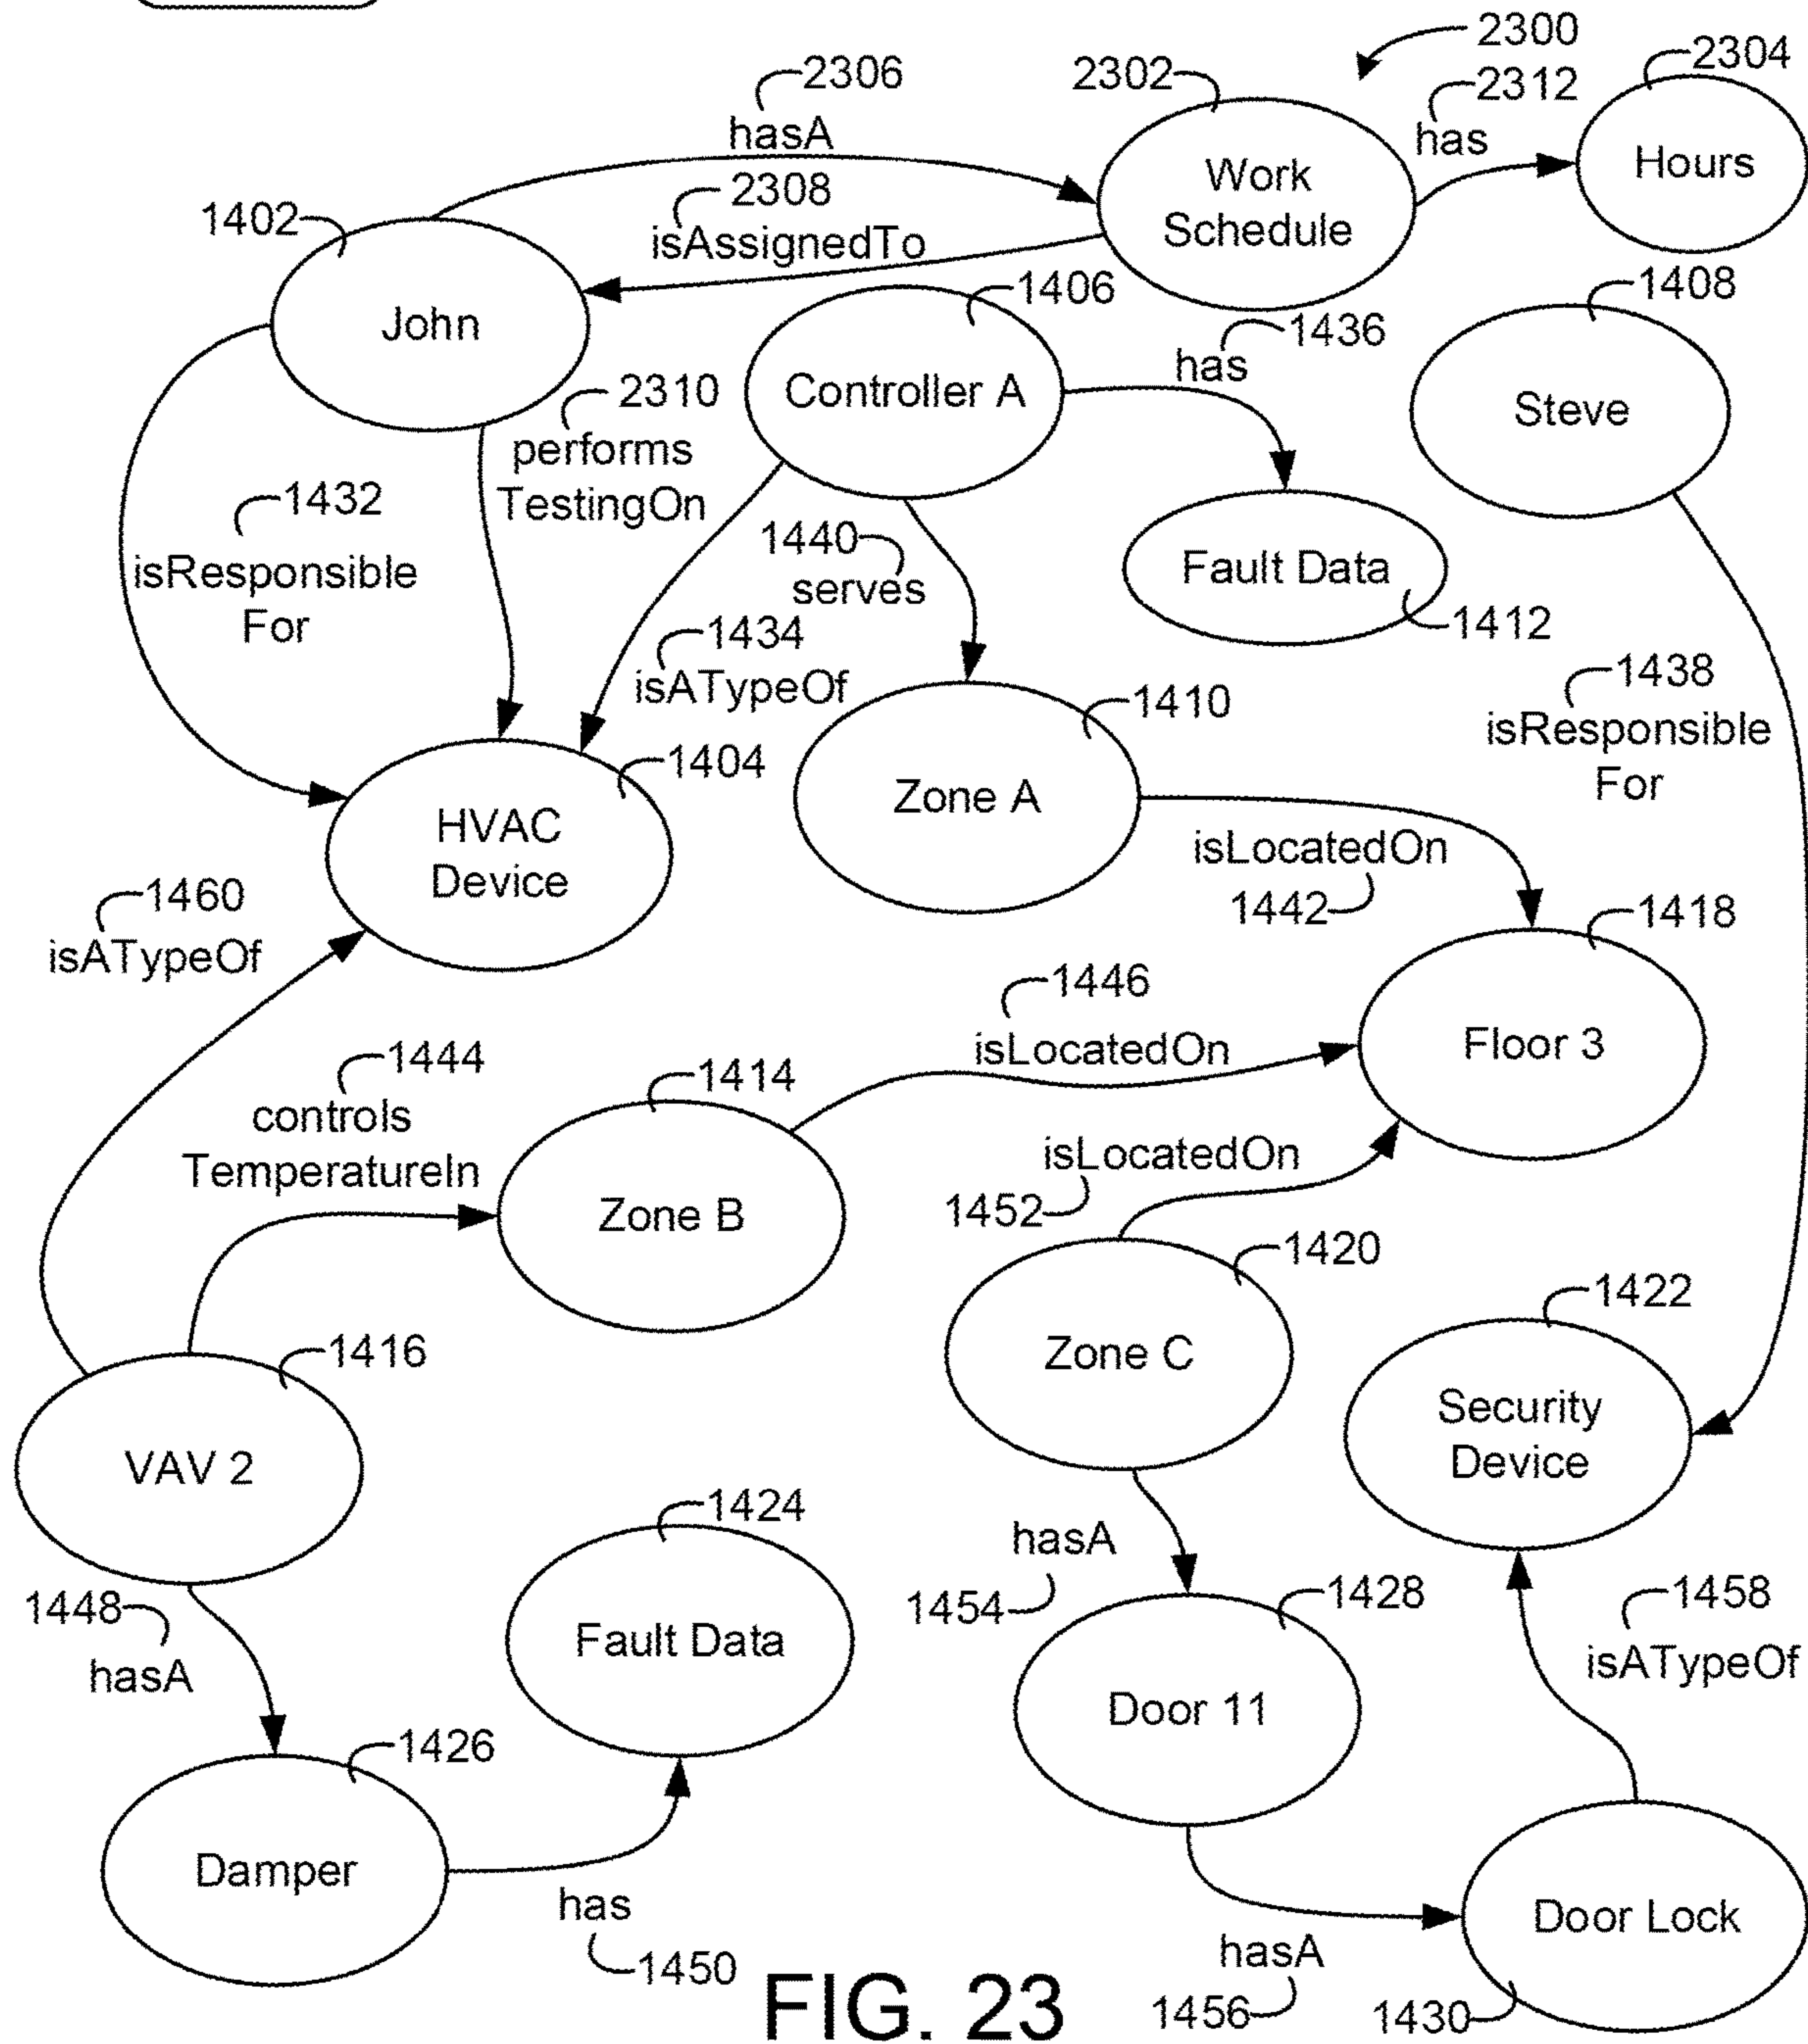 2300
2306
2302
2312
2304
hasA
has
Work
Schedule
Hours
2308
1402
isAssignedTo
1406
1408
John
1436
has
2310
Controller A
Steve
performs
TestingOn
1432
1440
serves
Fault Data
isResponsible
For
1434
1412
isATypeOf
1410
1438
isResponsible
For
1404
Zone A
HVAC
Device
isLocatedOn
1442
1460
isATypeOf
1418
1446
isLocatedOn
Floor 3
1444
1414
controls
TemperatureIn
isLocatedOn
1452
Zone B
1420
1422
1416
Zone C
Security
Device
VAV 2
1424
hasA
1454
1428
1458
1448
hasA
Fault Data
isATypeOf
Door 11
1426
Damper
has
1450
Door Lock
hasA
1456
1430
FIG. 23